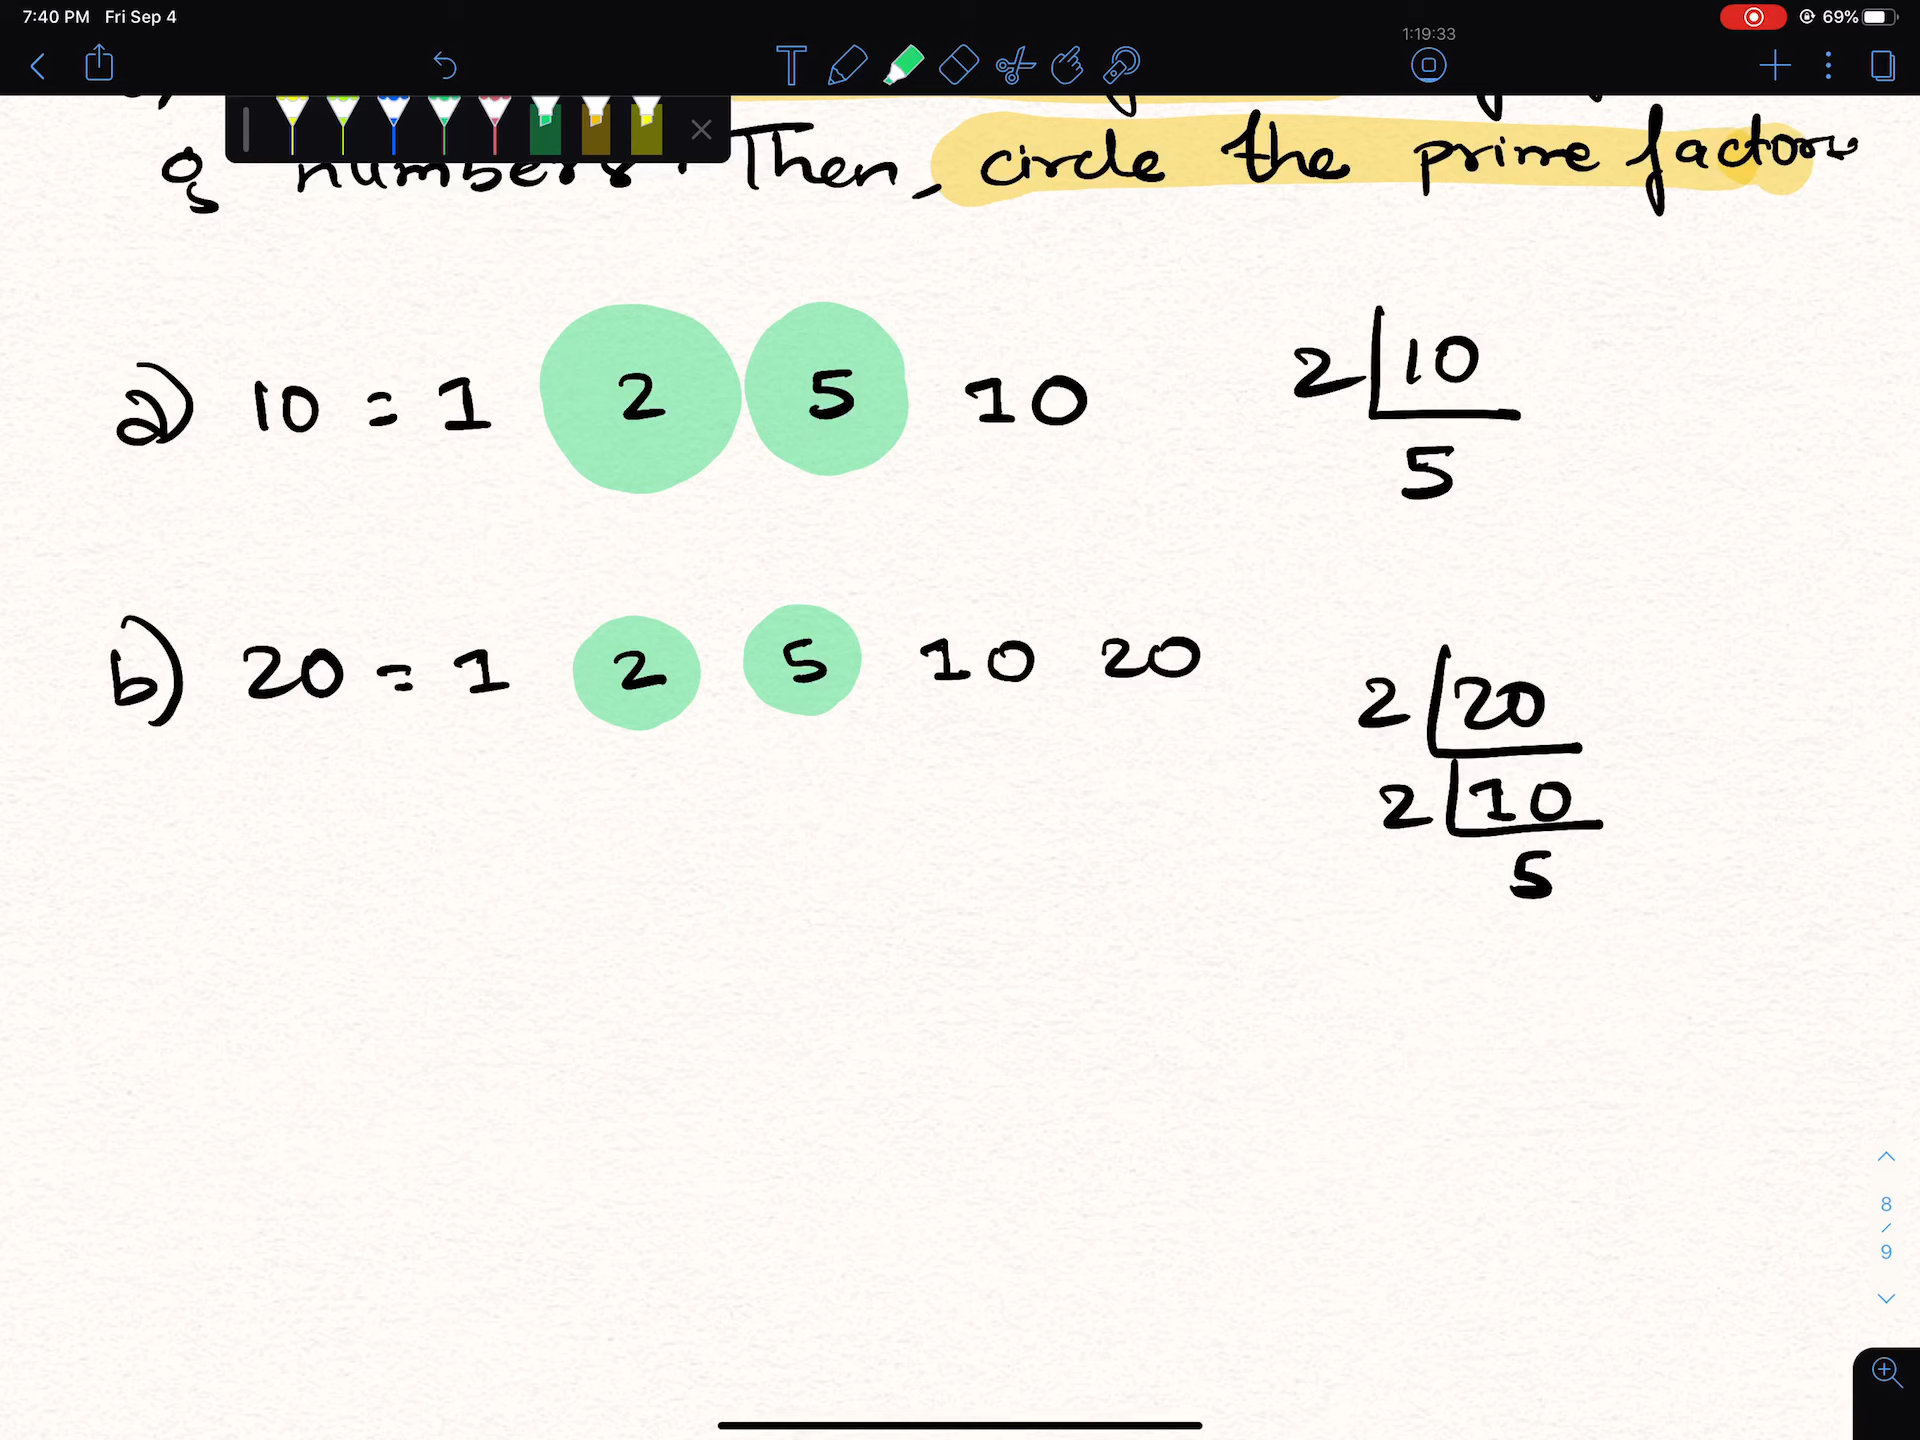 7:40 PM Fri Sep 4
69%
1:19:33
numbers. Then, circle the prime factors
a) 10 = 1 2 5 10
2 10
5
b) 20 = 1 2 5 10 20
2 20
2 10
5
8
/
9